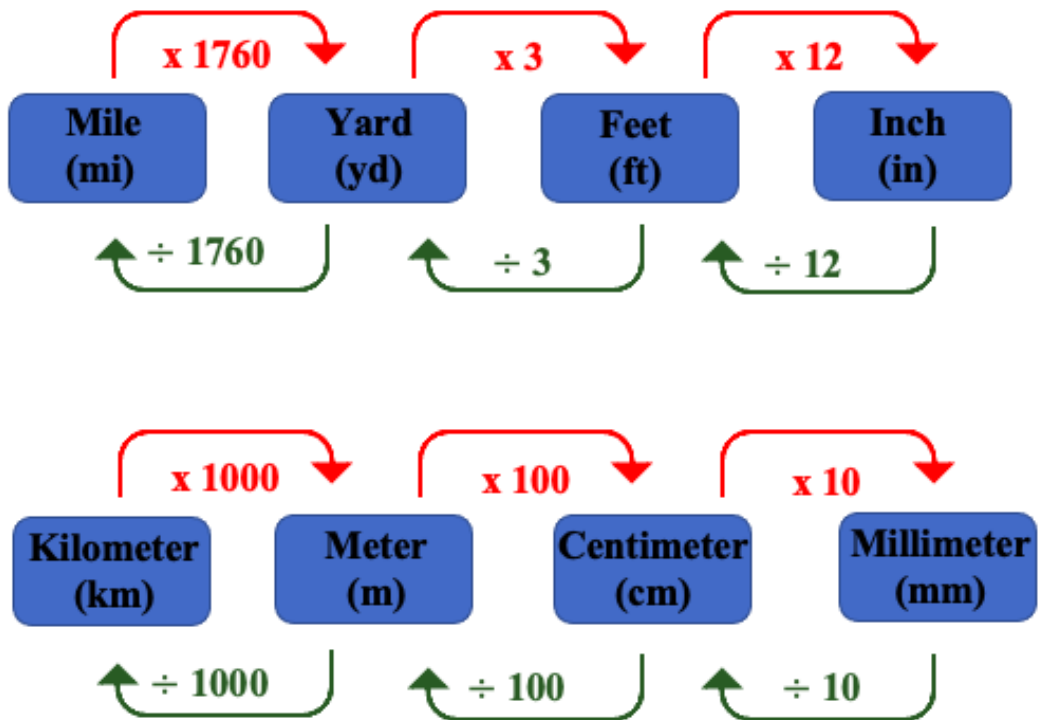 x 1760
x 3
x 12
Mile
(mi)
Yard
(yd)
Feet
(ft)
Inch
(in)
÷ 1760
÷ 3
÷ 12
x 1000
x 100
x 10
Kilometer
(km)
Meter
(m)
Centimeter
(cm)
Millimeter
(mm)
÷ 1000
÷ 100
÷ 10